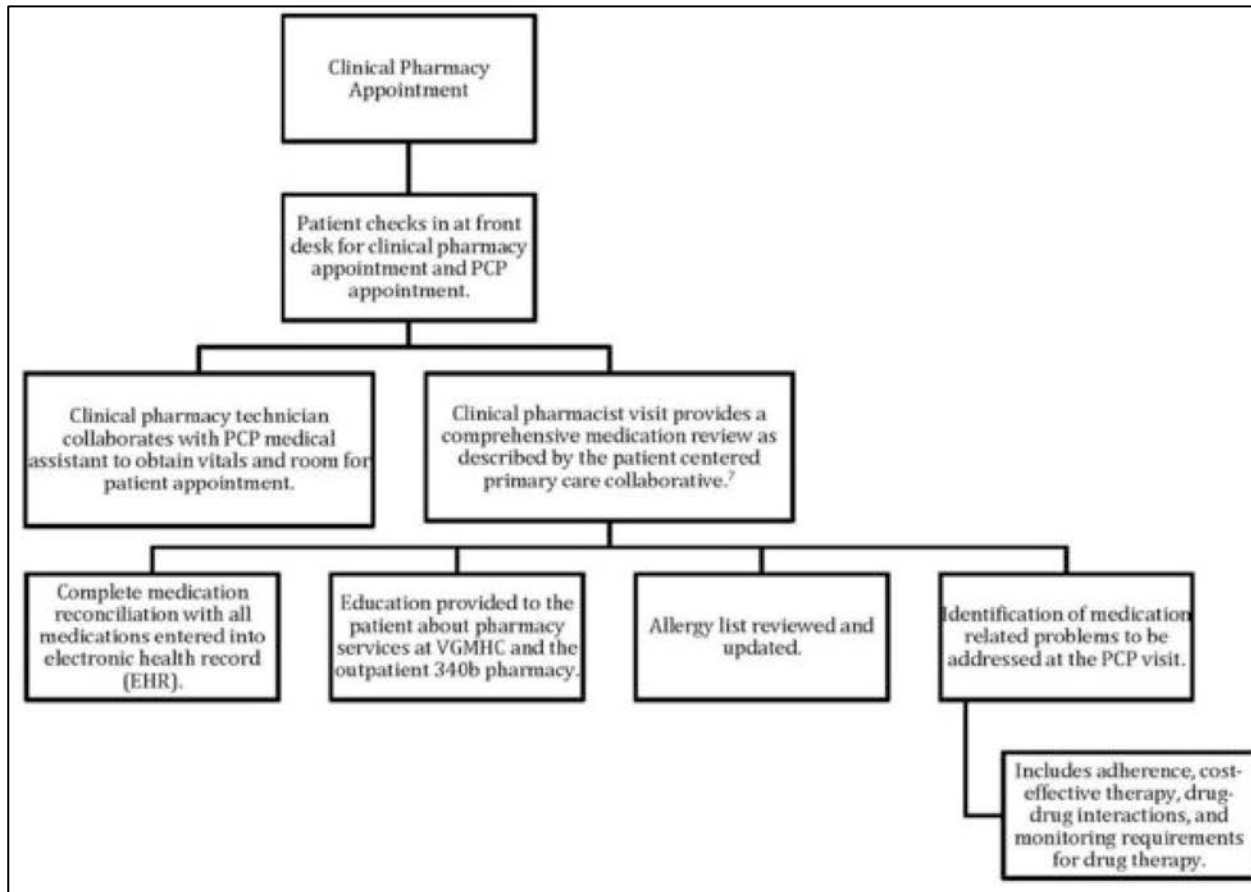 Clinical Pharmacy
Appointment
Patient checks in at front
desk for clinical pharmacy
appointment and PCP
appointment.
Clinical pharmacy technician
collaborates with PCP medical
assistant to obtain vitals and room for
patient appointment.
Clinical pharmacist visit provides a
comprehensive medication review as
described by the patient centered
primary care collaborative.⁷
Complete medication
reconciliation with all
medications entered into
electronic health record
(EHR).
Education provided to the
patient about pharmacy
services at VGMHC and the
outpatient 340b pharmacy.
Allergy list reviewed and
updated.
Identification of medication
related problems to be
addressed at the PCP visit.
Includes adherence, cost-
effective therapy, drug-
drug interactions, and
monitoring requirements
for drug therapy.